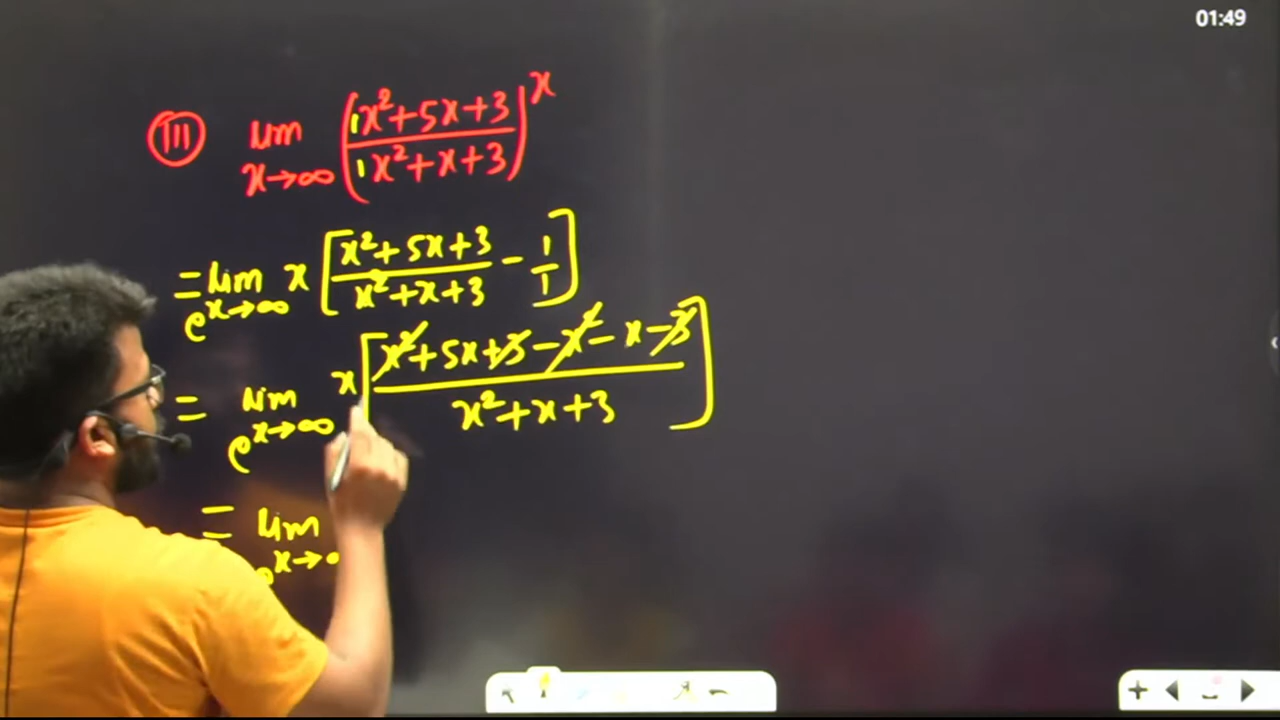 01:49
(III) lim x→∞ ((1x²+5x+3)/(1x²+x+3))^x
= e^lim x→∞ x[(x²+5x+3)/(x²+x+3) - 1/1]
= e^lim x→∞ x[(x²+5x+3-x²-x-3)/(x²+x+3)]
= lim x→